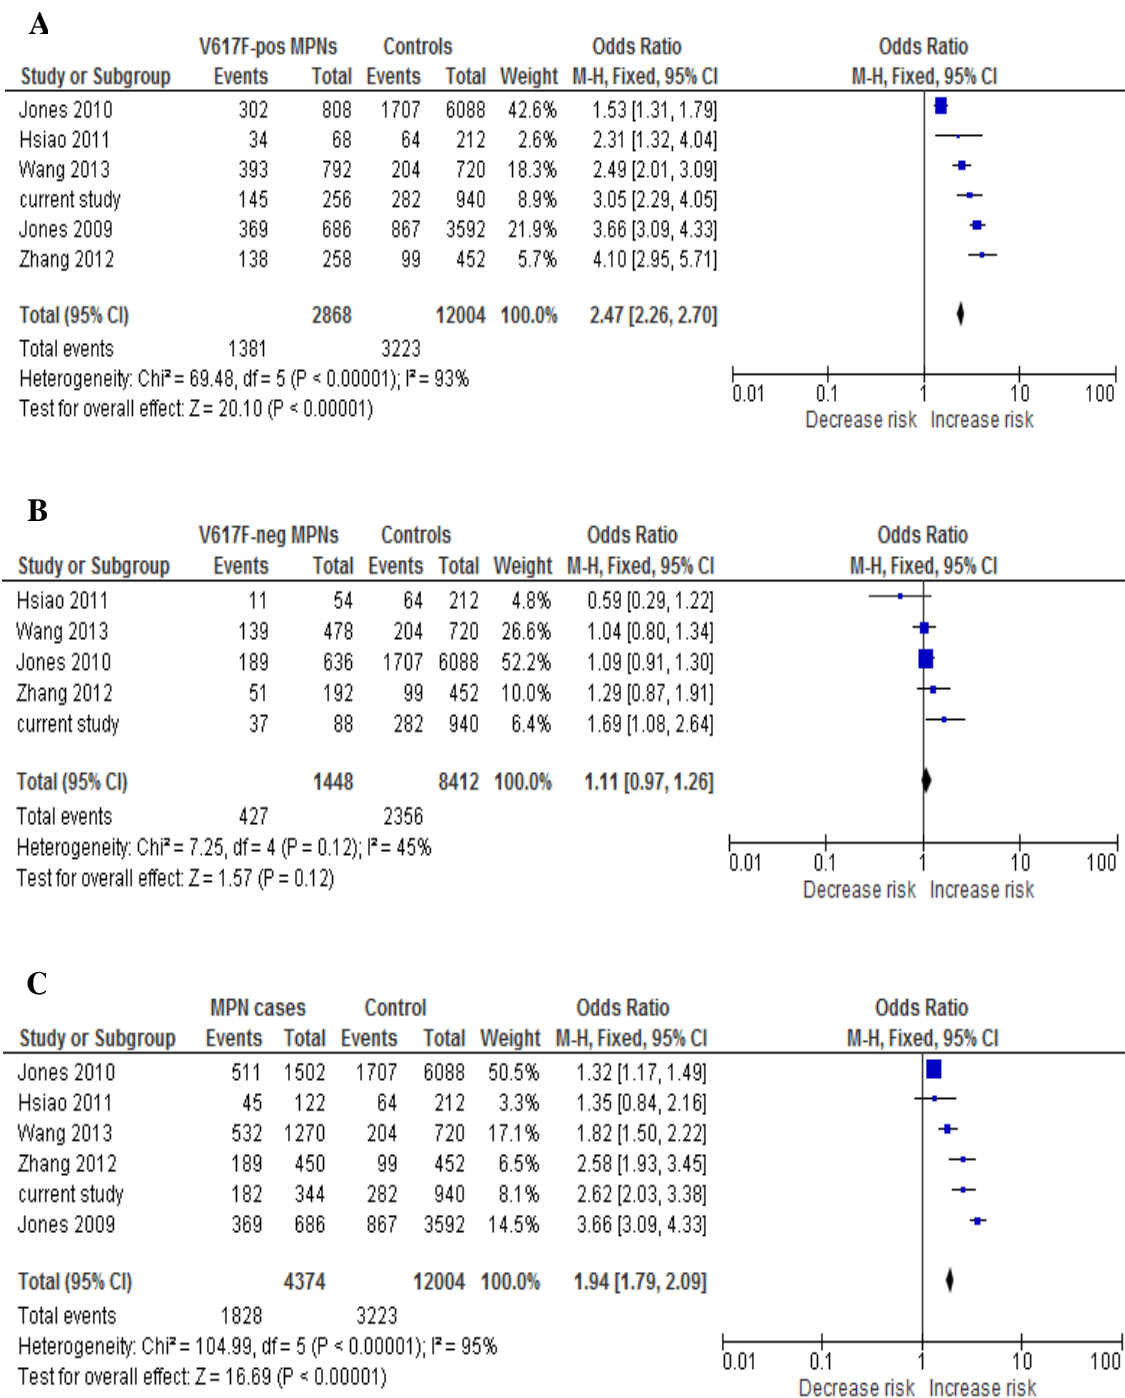 A
V617F-pos MPNs Controls Odds Ratio Odds Ratio
Study or Subgroup Events Total Events Total Weight M-H, Fixed, 95% CI M-H, Fixed, 95% CI
Jones 2010 302 808 1707 6088 42.6% 1.53 [1.31, 1.79]
Hsiao 2011 34 68 64 212 2.6% 2.31 [1.32, 4.04]
Wang 2013 393 792 204 720 18.3% 2.49 [2.01, 3.09]
current study 145 256 282 940 8.9% 3.05 [2.29, 4.05]
Jones 2009 369 686 867 3592 21.9% 3.66 [3.09, 4.33]
Zhang 2012 138 258 99 452 5.7% 4.10 [2.95, 5.71]
Total (95% CI) 2868 12004 100.0% 2.47 [2.26, 2.70]
Total events 1381 3223
Heterogeneity: Chi² = 69.48, df = 5 (P < 0.00001); I² = 93%
Test for overall effect: Z = 20.10 (P < 0.00001)
0.01 0.1 1 10 100
Decrease risk Increase risk
B
V617F-neg MPNs Controls Odds Ratio Odds Ratio
Study or Subgroup Events Total Events Total Weight M-H, Fixed, 95% CI M-H, Fixed, 95% CI
Hsiao 2011 11 54 64 212 4.8% 0.59 [0.29, 1.22]
Wang 2013 139 478 204 720 26.6% 1.04 [0.80, 1.34]
Jones 2010 189 636 1707 6088 52.2% 1.09 [0.91, 1.30]
Zhang 2012 51 192 99 452 10.0% 1.29 [0.87, 1.91]
current study 37 88 282 940 6.4% 1.69 [1.08, 2.64]
Total (95% CI) 1448 8412 100.0% 1.11 [0.97, 1.26]
Total events 427 2356
Heterogeneity: Chi² = 7.25, df = 4 (P = 0.12); I² = 45%
Test for overall effect: Z = 1.57 (P = 0.12)
0.01 0.1 1 10 100
Decrease risk Increase risk
C
MPN cases Control Odds Ratio Odds Ratio
Study or Subgroup Events Total Events Total Weight M-H, Fixed, 95% CI M-H, Fixed, 95% CI
Jones 2010 511 1502 1707 6088 50.5% 1.32 [1.17, 1.49]
Hsiao 2011 45 122 64 212 3.3% 1.35 [0.84, 2.16]
Wang 2013 532 1270 204 720 17.1% 1.82 [1.50, 2.22]
Zhang 2012 189 450 99 452 6.5% 2.58 [1.93, 3.45]
current study 182 344 282 940 8.1% 2.62 [2.03, 3.38]
Jones 2009 369 686 867 3592 14.5% 3.66 [3.09, 4.33]
Total (95% CI) 4374 12004 100.0% 1.94 [1.79, 2.09]
Total events 1828 3223
Heterogeneity: Chi² = 104.99, df = 5 (P < 0.00001); I² = 95%
Test for overall effect: Z = 16.69 (P < 0.00001)
0.01 0.1 1 10 100
Decrease risk Increase risk